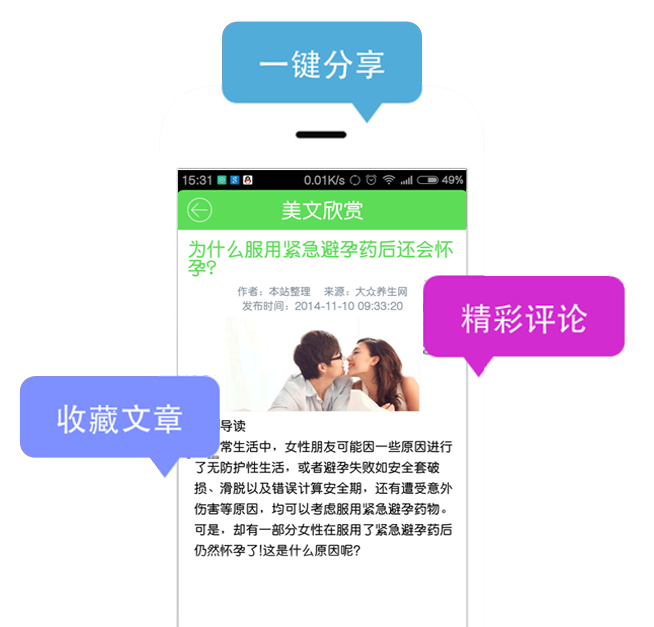 一键分享
15:31
0.01K/s
49%
美文欣赏
为什么服用紧急避孕药后还会怀
孕?
作者：本站整理 来源：大众养生网
发布时间：2014-11-10 09:33:20
精彩评论
收藏文章
导读
常生活中，女性朋友可能因一些原因进行
了无防护性生活，或者避孕失败如安全套破
损、滑脱以及错误计算安全期，还有遭受意外
伤害等原因，均可以考虑服用紧急避孕药物。
可是，却有一部分女性在服用了紧急避孕药后
仍然怀孕了!这是什么原因呢?